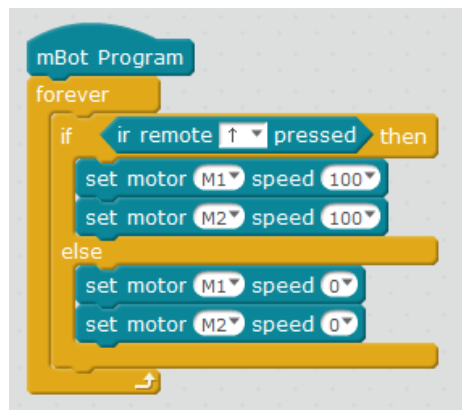 mBot Program
forever
if ir remote ↑ pressed then
set motor M1 speed 100
set motor M2 speed 100
else
set motor M1 speed 0
set motor M2 speed 0